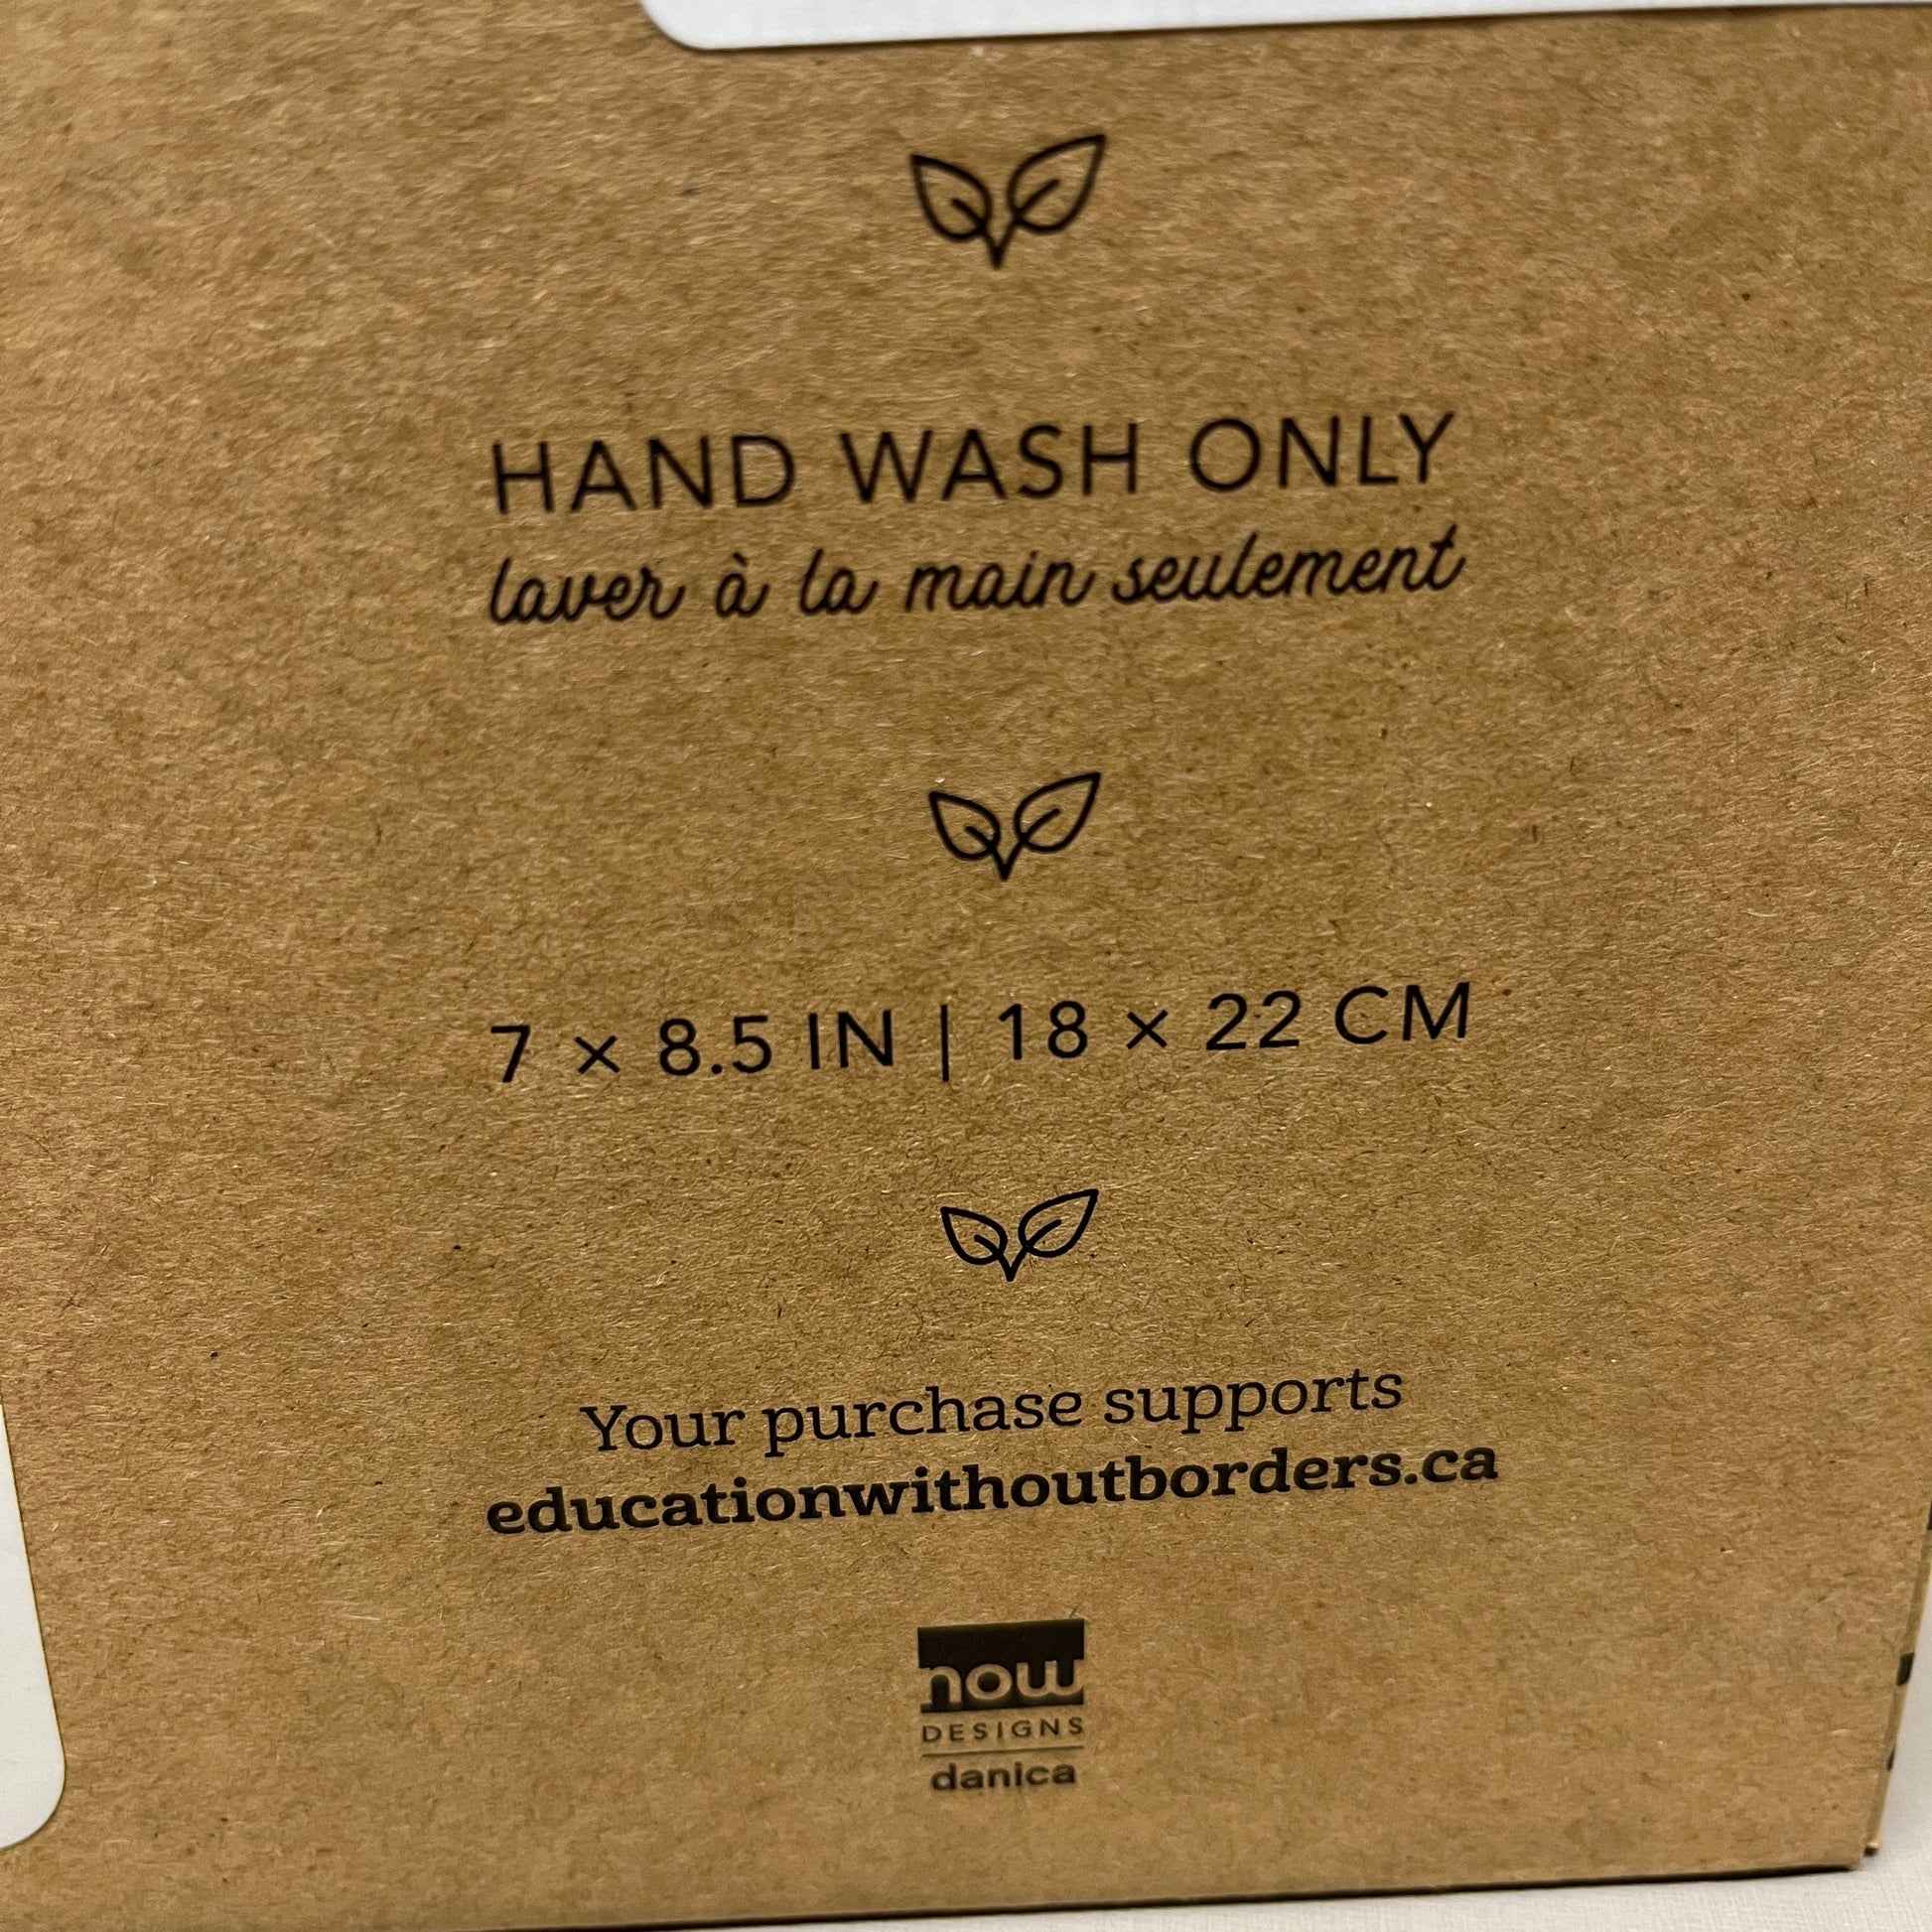 HAND WASH ONLY
laver à la main seulement
7 × 8.5 IN | 18 × 22 CM
Your purchase supports
educationwithoutborders.ca
now
DESIGNS
danica